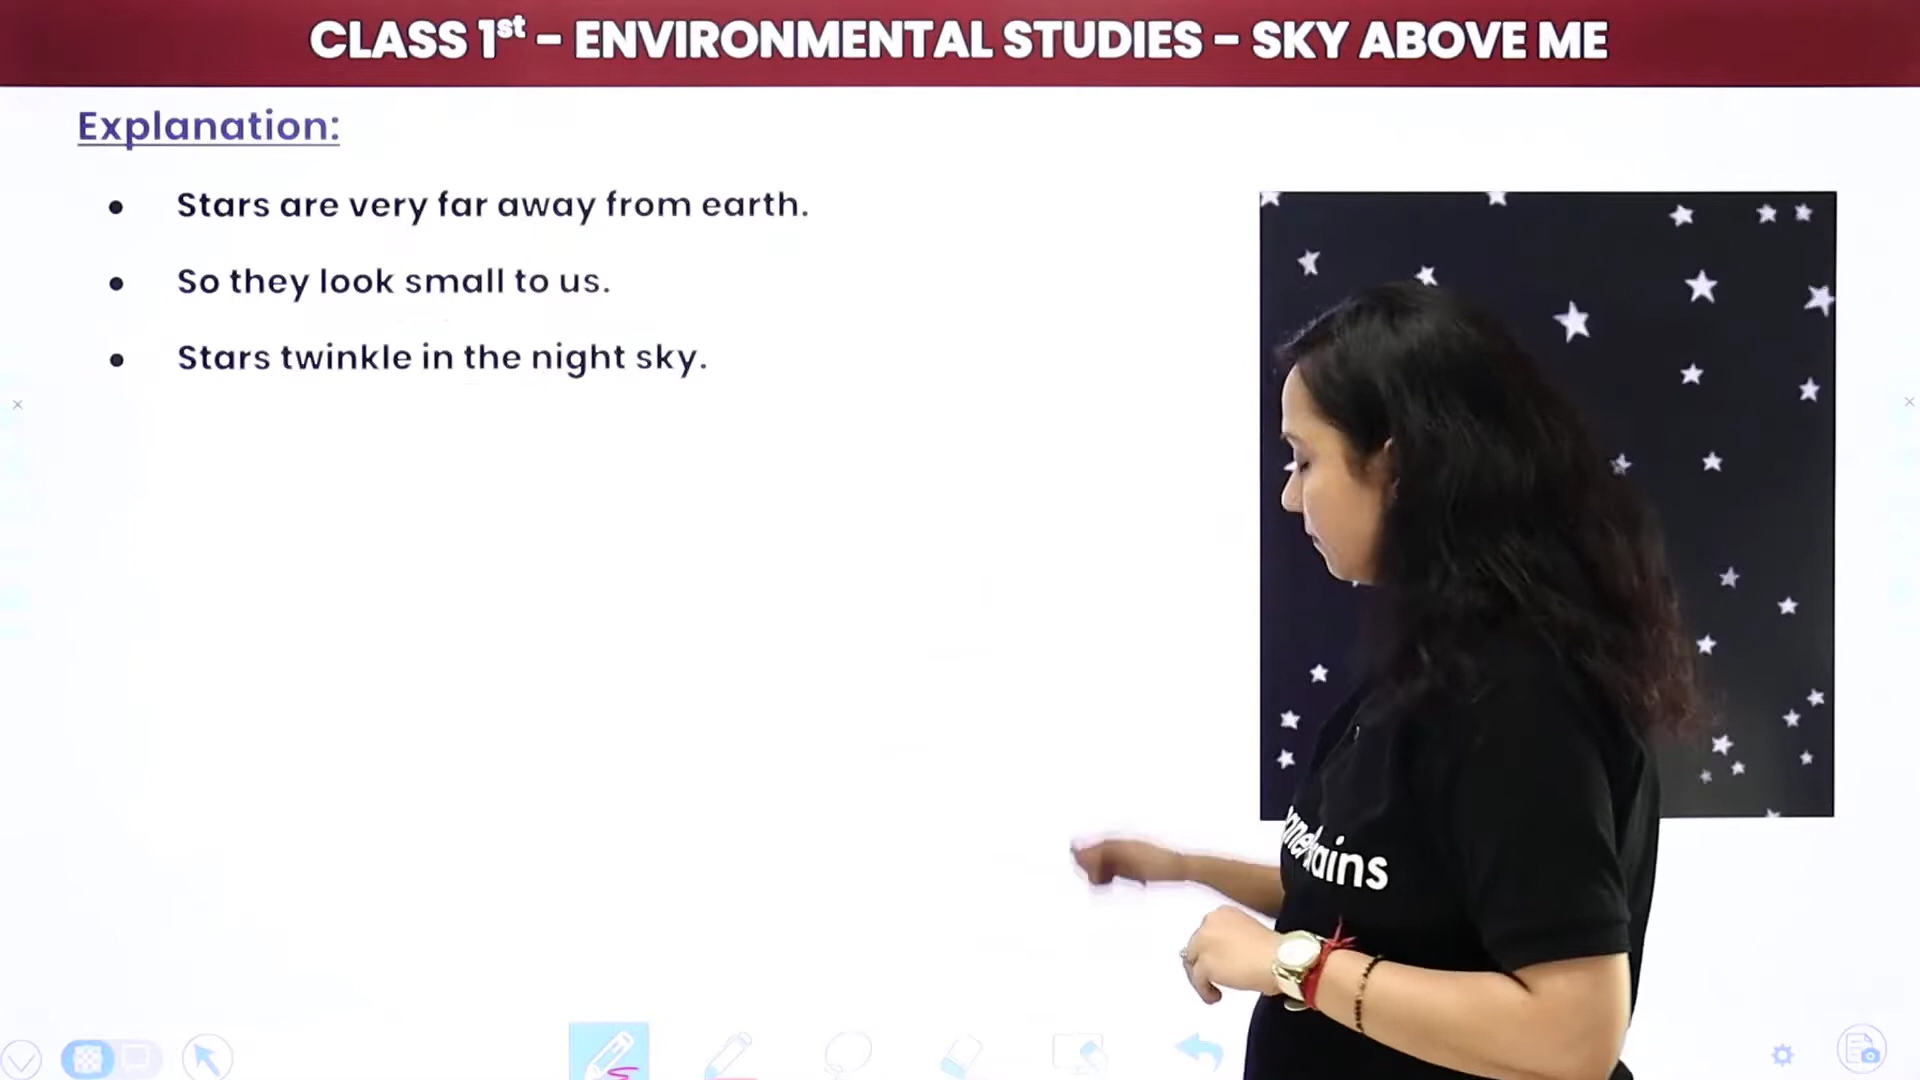 CLASS 1st – ENVIRONMENTAL STUDIES – SKY ABOVE ME
Explanation:
• Stars are very far away from earth.
• So they look small to us.
• Stars twinkle in the night sky.